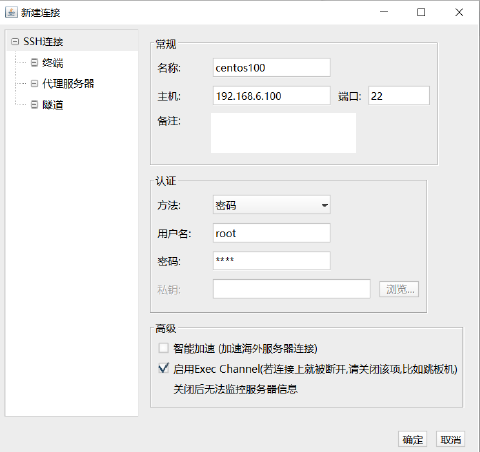 新建连接
SSH连接
终端
代理服务器
隧道
常规
名称: centos100
主机: 192.168.6.100 端口: 22
备注:
认证
方法: 密码
用户名: root
密码: ****
私钥: 浏览...
高级
智能加速 (加速海外服务器连接)
启用Exec Channel(若连接上就被断开,请关闭该项,比如跳板机)
关闭后无法监控服务器信息
确定 取消